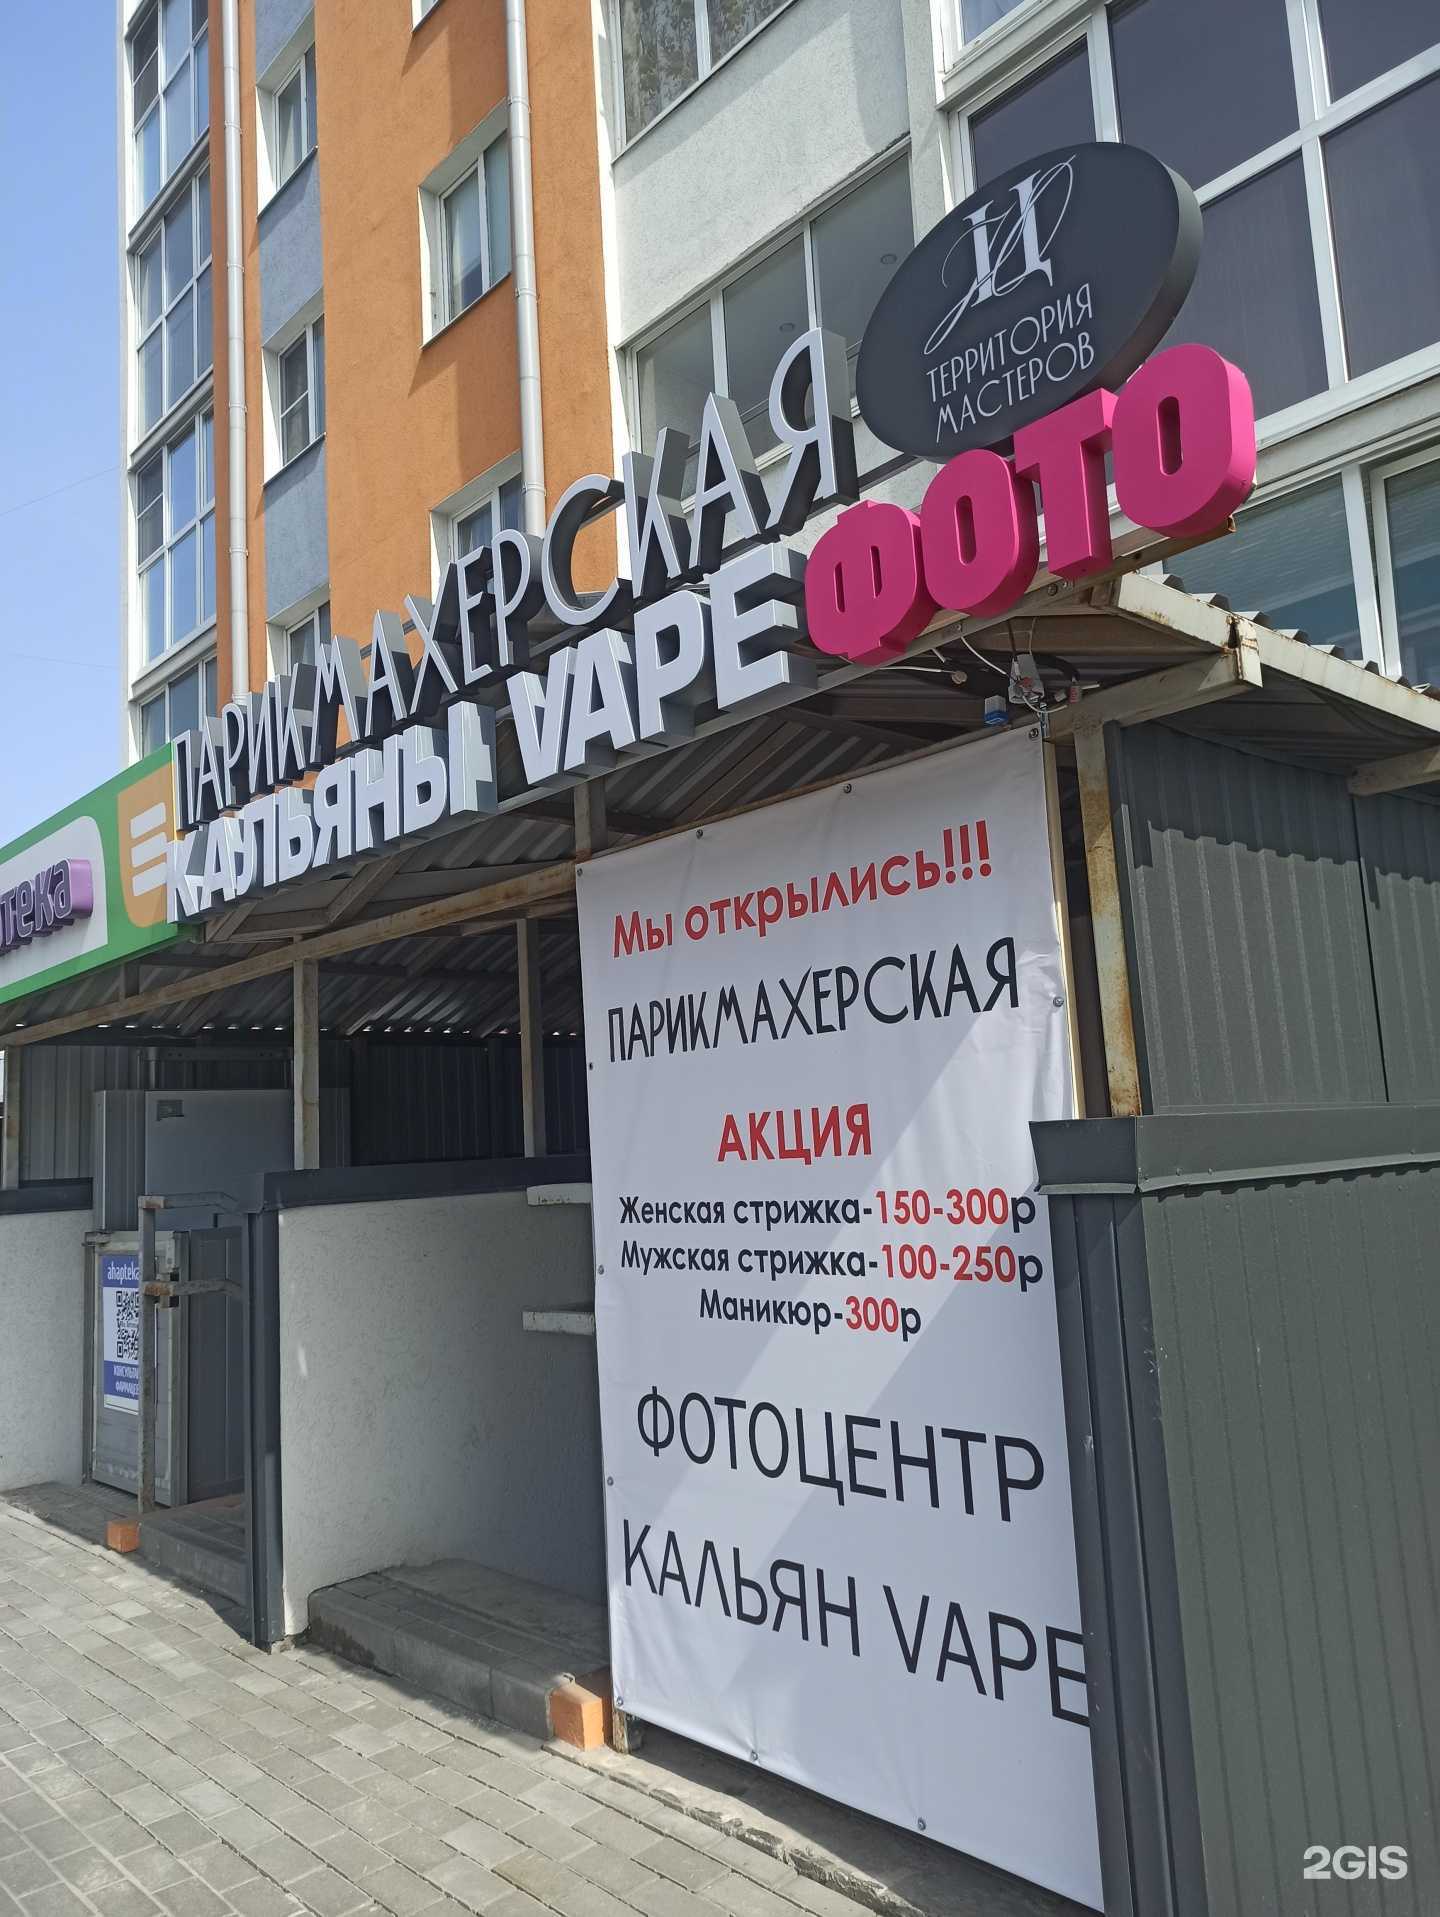 Ц
ТЕРРИТОРИЯ
МАСТЕРОВ
ПАРИКМАХЕРСКАЯ
КАЛЬЯНЫ VAPE
ФОТО
тека
Мы открылись!!!
ПАРИКМАХЕРСКАЯ
АКЦИЯ
Женская стрижка-150-300р
Мужская стрижка-100-250р
Маникюр-300р
ФОТОЦЕНТР
КАЛЬЯН VAPE
ahapteka
2GIS